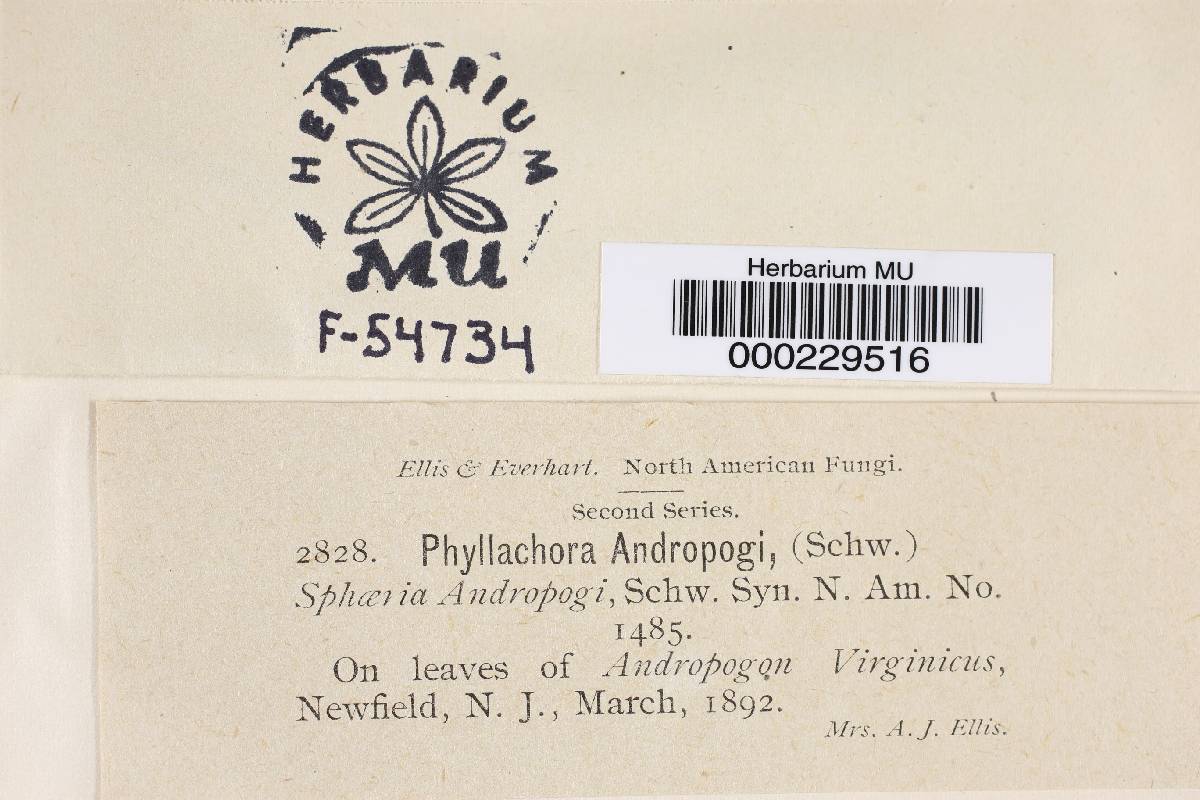 HERBARIUM
MU
F-54734
Herbarium MU
000229516
Ellis & Everhart. North American Fungi.
Second Series.
2828. Phyllachora Andropogi, (Schw.)
Sphæria Andropogi, Schw. Syn. N. Am. No.
1485.
On leaves of Andropogon Virginicus,
Newfield, N. J., March, 1892.
Mrs. A. J. Ellis.